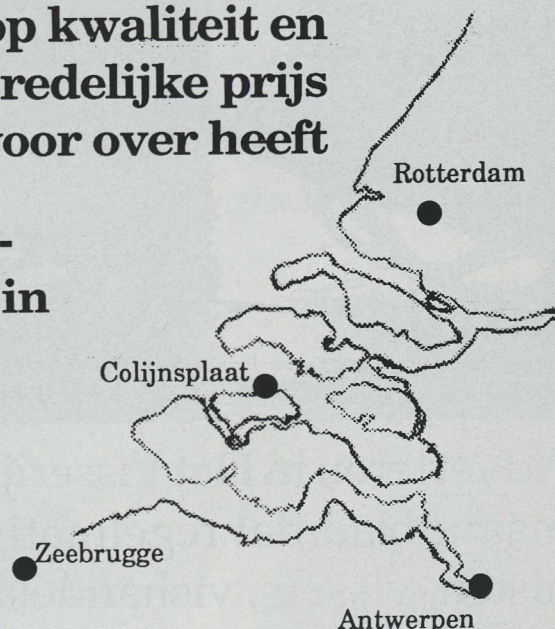 op kwaliteit en
redelijke prijs
voor over heeft
-
in
Rotterdam
Colijnsplaat
Zeebrugge
Antwerpen